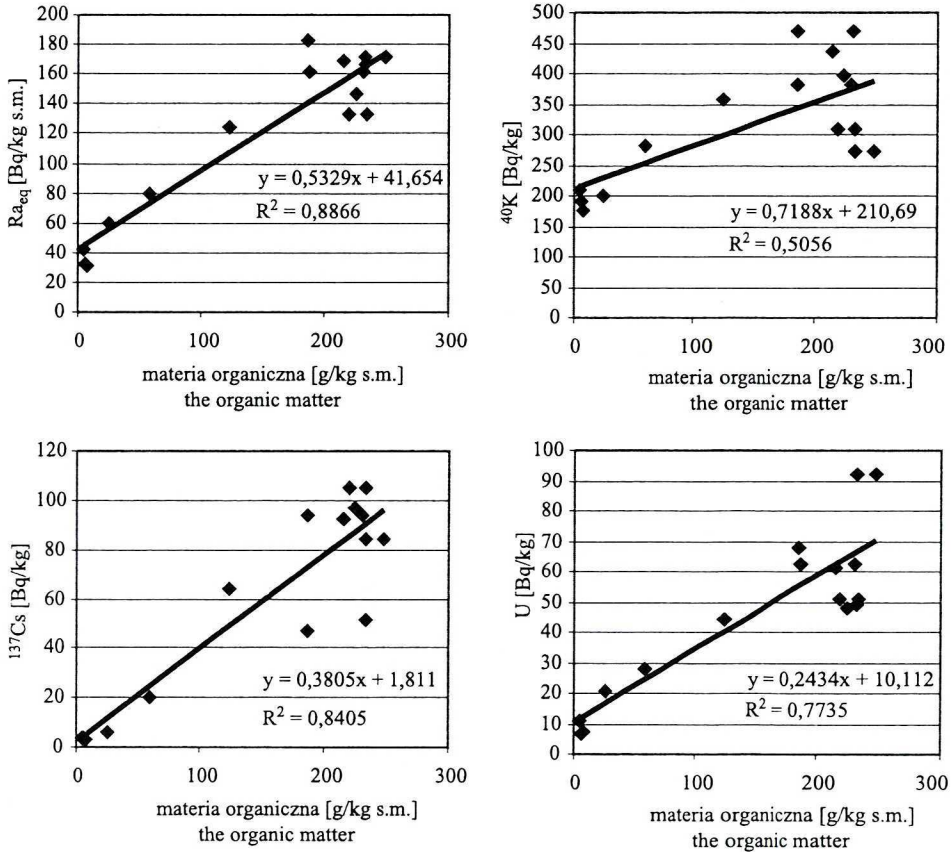 Ra_eq [Bq/kg s.m.]
180
160
140
120
100
80
60
40
20
0
y = 0,5329x + 41,654
R² = 0,8866
0 100 200 300
materia organiczna [g/kg s.m.]
the organic matter
⁴⁰K [Bq/kg]
500
450
400
350
300
250
200
150
100
50
0
y = 0,7188x + 210,69
R² = 0,5056
0 100 200 300
materia organiczna [g/kg s.m.]
the organic matter
¹³⁷Cs [Bq/kg]
120
100
80
60
40
20
0
y = 0,3805x + 1,811
R² = 0,8405
0 100 200 300
materia organiczna [g/kg s.m.]
the organic matter
U [Bq/kg]
100
90
80
70
60
50
40
30
20
10
0
y = 0,2434x + 10,112
R² = 0,7735
0 100 200 300
materia organiczna [g/kg s.m.]
the organic matter